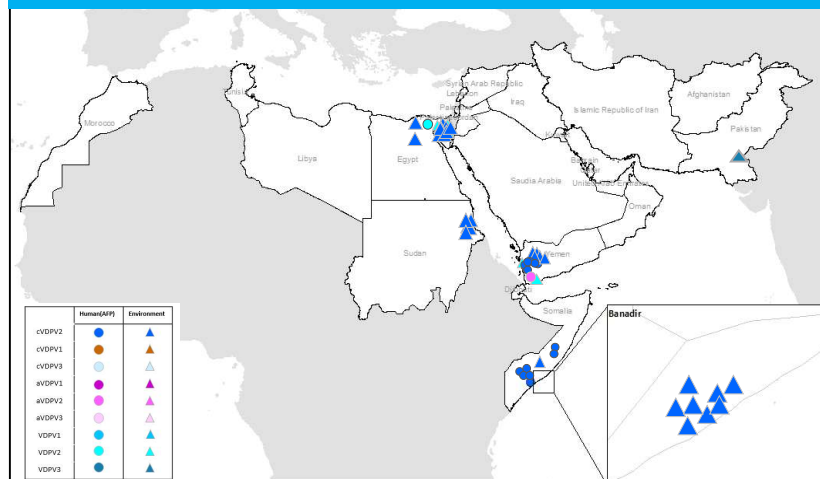 Tunisia
Syrian Arab Republic
Lebanon
Afghanistan
Morocco
Iraq
Islamic Republic of Iran
Pakistan
Libya
Egypt
Bahrain
Saudia Arabia
United Arab Emirates
Oman
Sudan
Yemen
Somalia
Banadir
Human(AFP) Environment
cVDPV2
cVDPV1
cVDPV3
aVDPV1
aVDPV2
aVDPV3
VDPV1
VDPV2
VDPV3